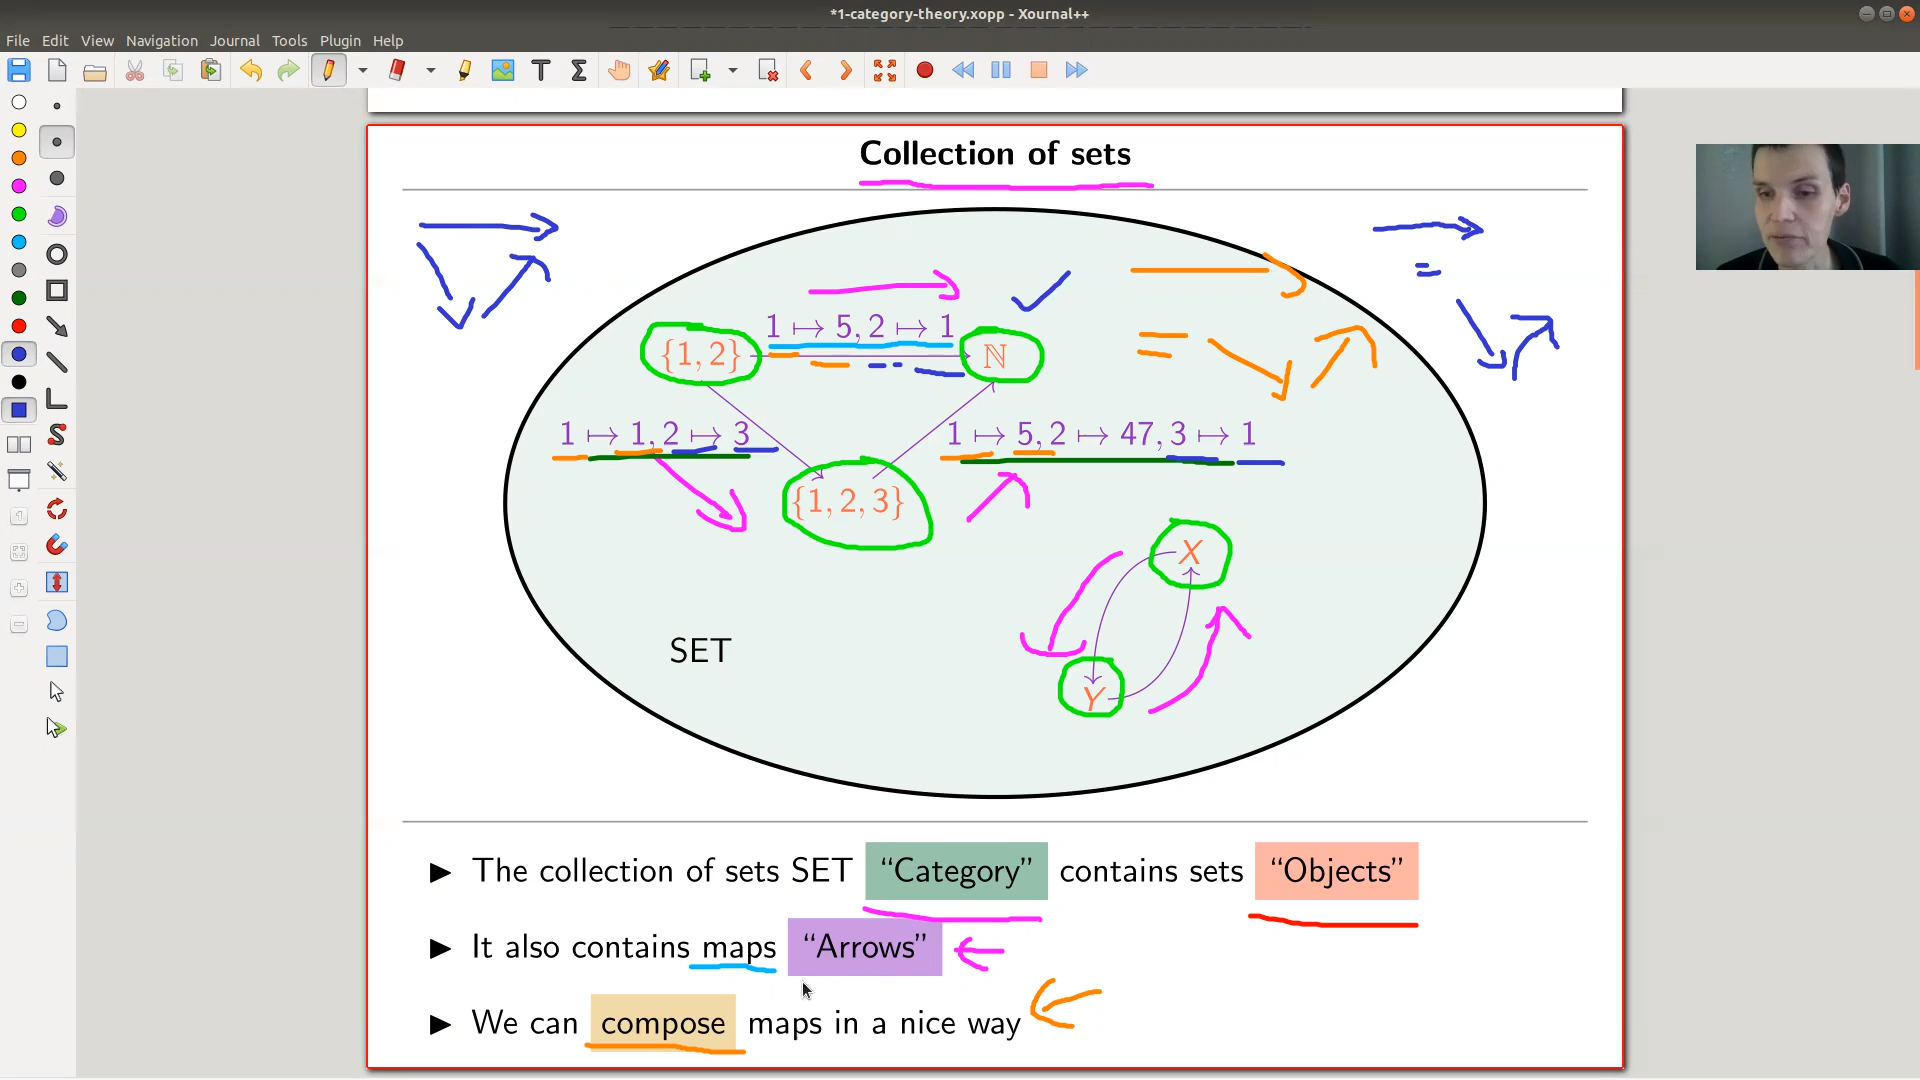 *1-category-theory.xopp - Xournal++
File Edit View Navigation Journal Tools Plugin Help
Collection of sets
1 ↦ 5, 2 ↦ 1
{1, 2} ℕ
=
=
1 ↦ 1, 2 ↦ 3 1 ↦ 5, 2 ↦ 47, 3 ↦ 1
{1, 2, 3}
X
SET
Y
► The collection of sets SET “Category” contains sets “Objects”
► It also contains maps “Arrows”
► We can compose maps in a nice way